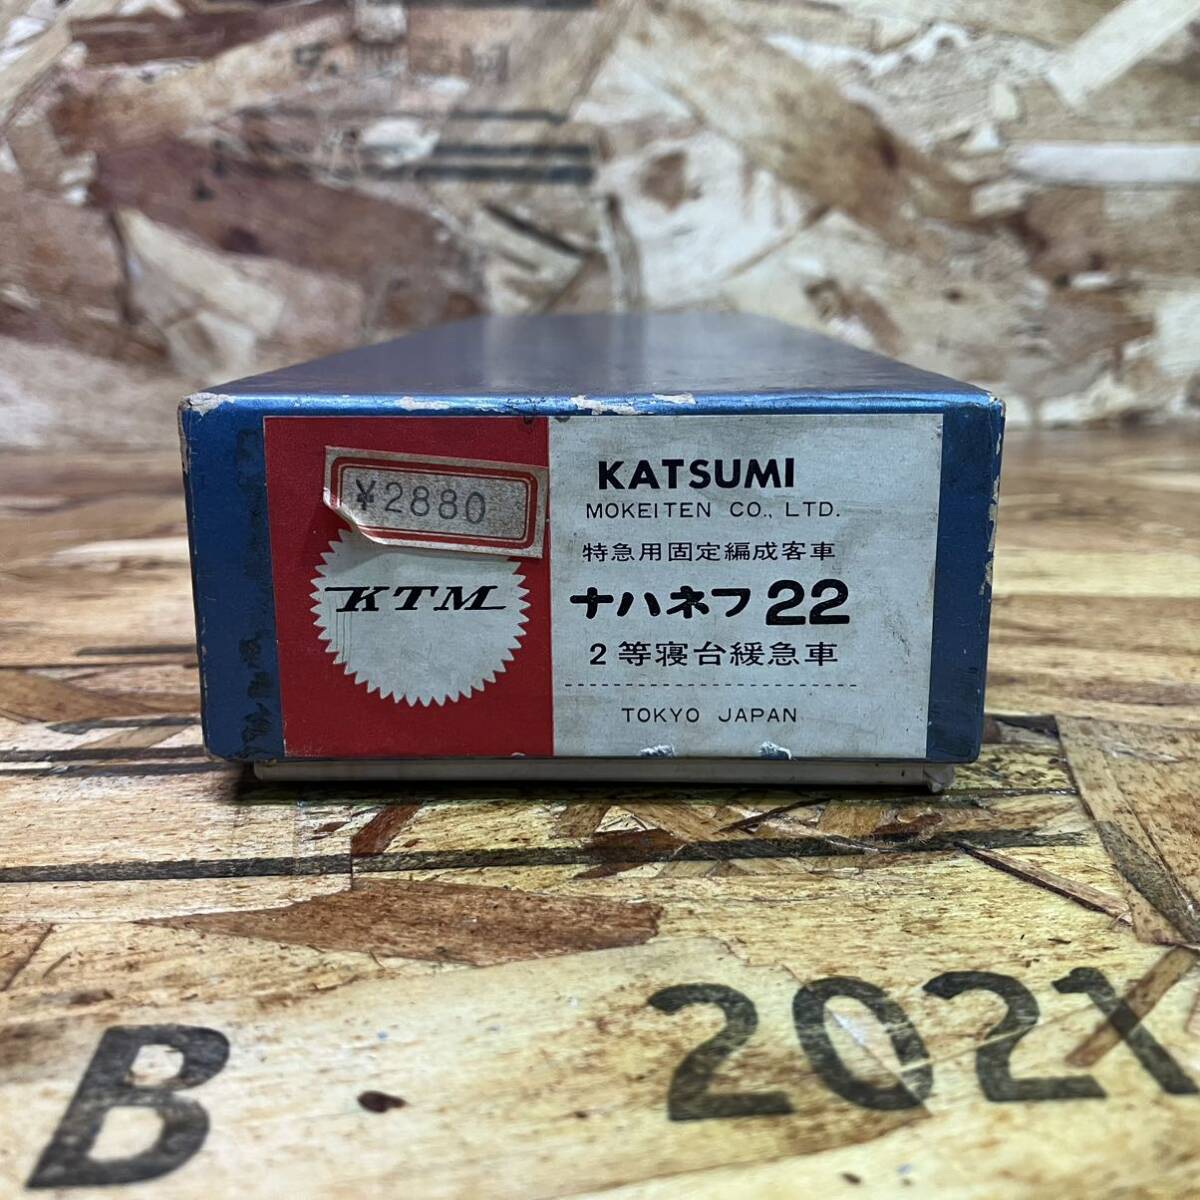 ¥2880
KTM
KATSUMI
MOKEITEN CO., LTD.
特急用固定編成客車
ナハネフ22
2等寝台緩急車
TOKYO JAPAN
B 2021